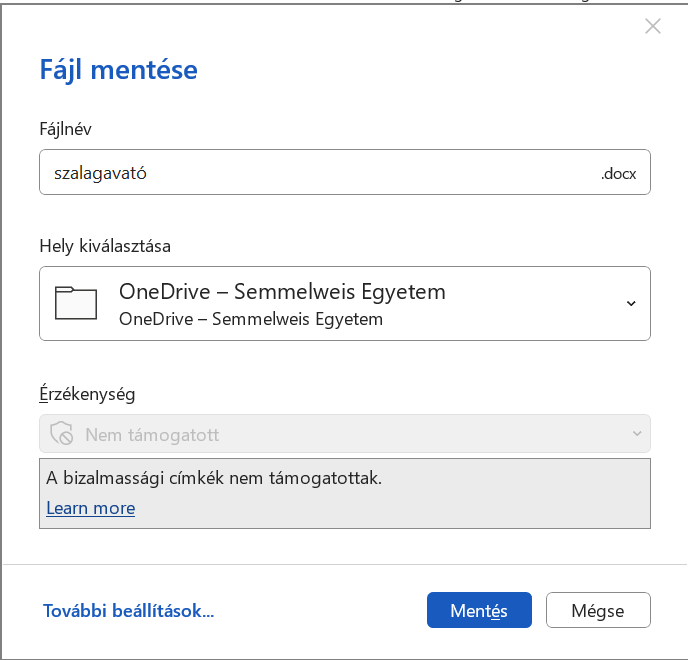 Fájl mentése
Fájlnév
szalagavató .docx
Hely kiválasztása
OneDrive – Semmelweis Egyetem
OneDrive – Semmelweis Egyetem
Érzékenység
Nem támogatott
A bizalmassági címkék nem támogatottak.
Learn more
További beállítások... Mentés Mégse